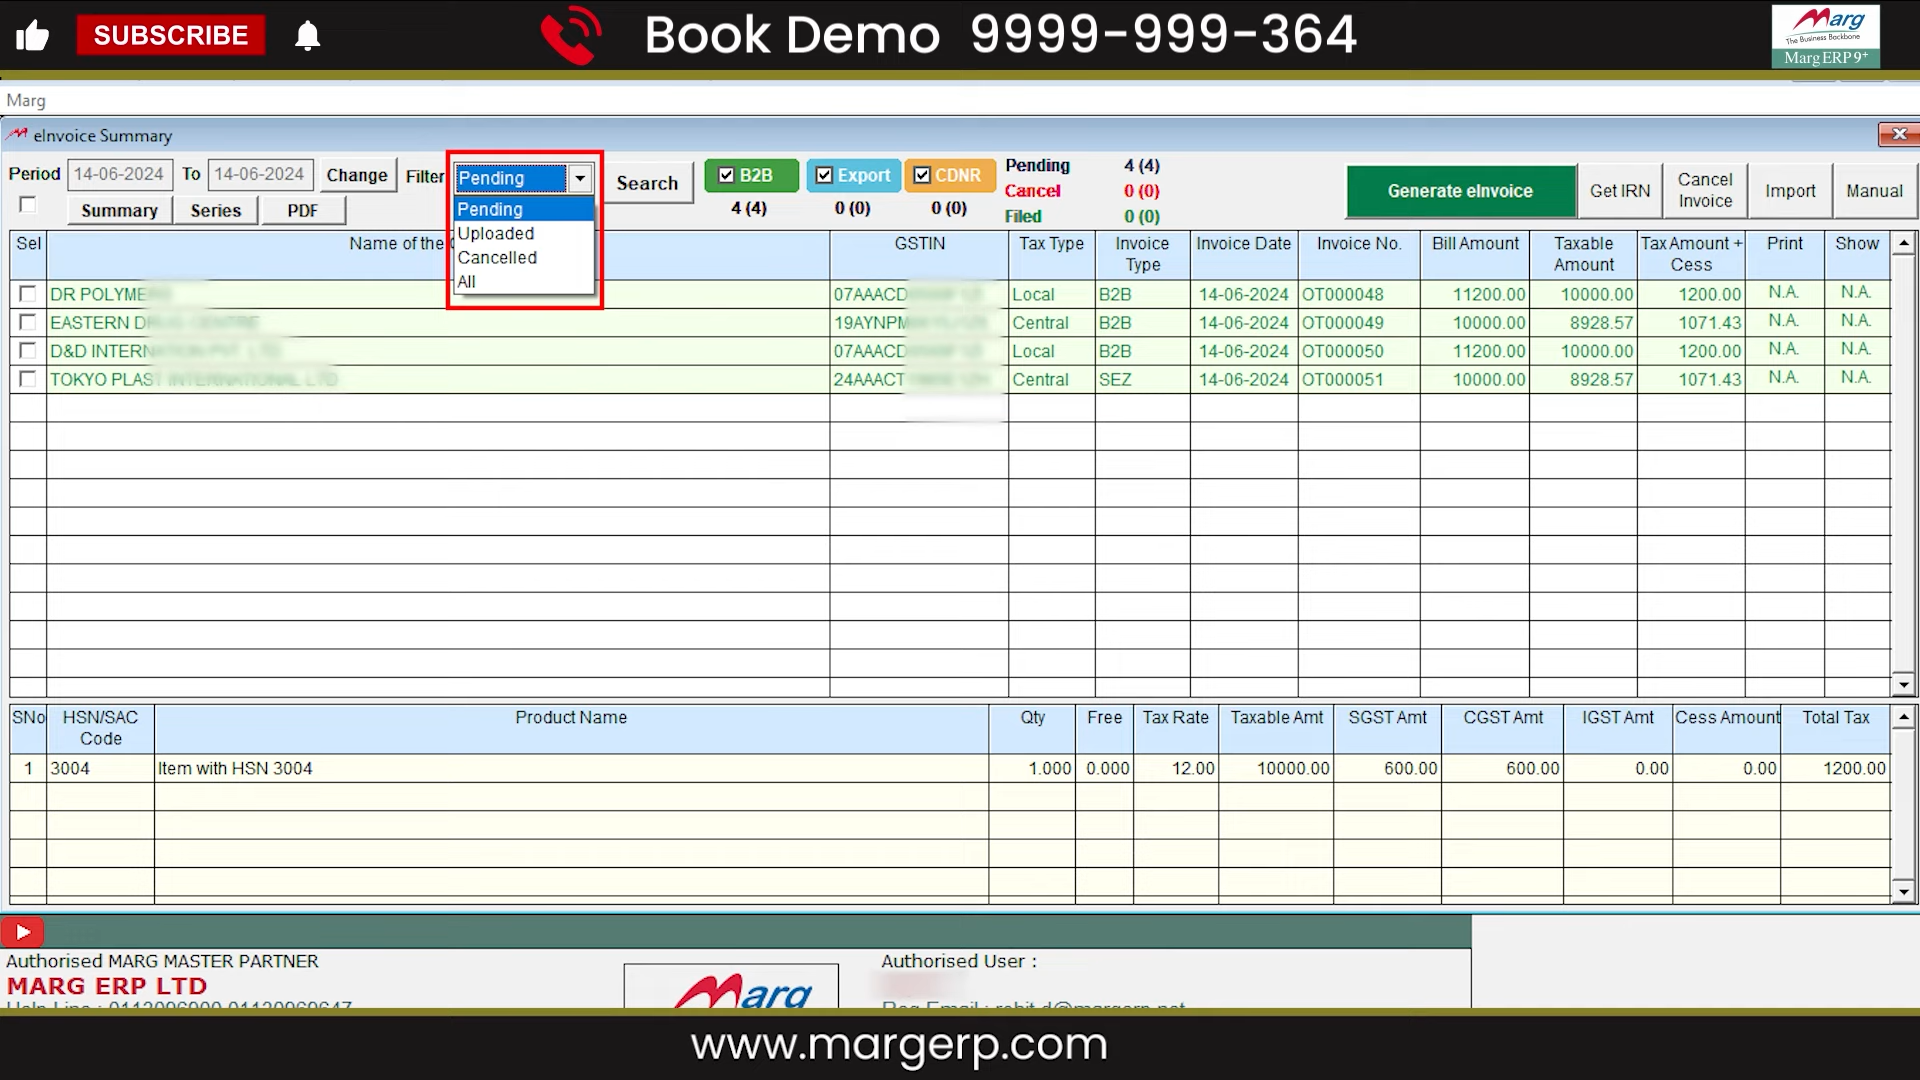 SUBSCRIBE
Book Demo 9999-999-364
Marg
The Business Backbone
Marg ERP 9+
Marg
eInvoice Summary
Period 14-06-2024 To 14-06-2024 Change Filter Pending Search B2B Export CDNR
4 (4) 0 (0) 0 (0)
Pending 4 (4)
Cancel 0 (0)
Filed 0 (0)
Generate eInvoice Get IRN Cancel Invoice Import Manual
Summary Series PDF
Pending
Uploaded
Cancelled
All
Sel Name of the GSTIN Tax Type Invoice Type Invoice Date Invoice No. Bill Amount Taxable Amount Tax Amount + Cess Print Show
DR POLYME 07AAACD Local B2B 14-06-2024 OT000048 11200.00 10000.00 1200.00 N.A. N.A.
EASTERN 19AYNPM Central B2B 14-06-2024 OT000049 10000.00 8928.57 1071.43 N.A. N.A.
D&D INTERN 07AAACD Local B2B 14-06-2024 OT000050 11200.00 10000.00 1200.00 N.A. N.A.
TOKYO PLAST INTERNATIONAL LTD 24AAACT Central SEZ 14-06-2024 OT000051 10000.00 8928.57 1071.43 N.A. N.A.
SNo HSN/SAC Code Product Name Qty Free Tax Rate Taxable Amt SGST Amt CGST Amt IGST Amt Cess Amount Total Tax
1 3004 Item with HSN 3004 1.000 0.000 12.00 10000.00 600.00 600.00 0.00 0.00 1200.00
Authorised MARG MASTER PARTNER
MARG ERP LTD
Marg
Authorised User :
www.margerp.com